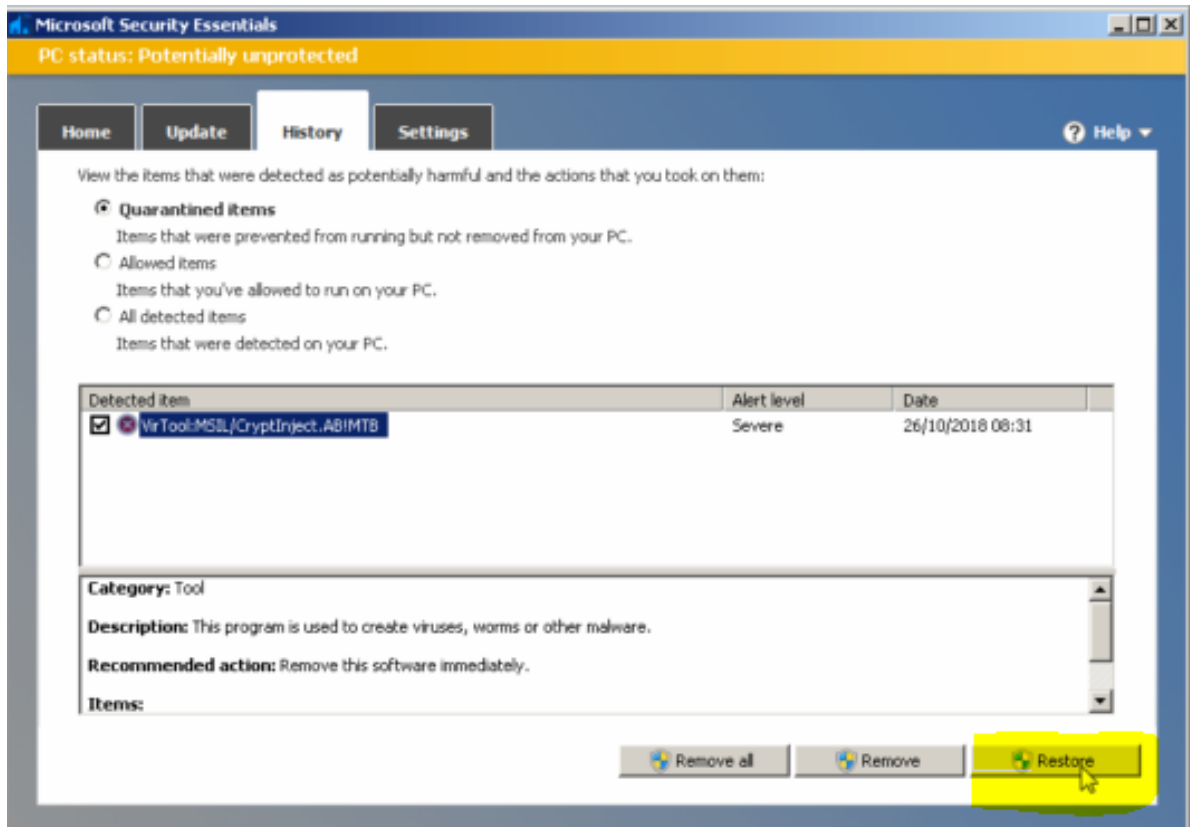 Microsoft Security Essentials
PC status: Potentially unprotected
Home Update History Settings Help
View the items that were detected as potentially harmful and the actions that you took on them:
Quarantined items
Items that were prevented from running but not removed from your PC.
Allowed items
Items that you've allowed to run on your PC.
All detected items
Items that were detected on your PC.
Detected item Alert level Date
VirTool:MSIL/CryptInject.AB!MTB Severe 26/10/2018 08:31
Category: Tool
Description: This program is used to create viruses, worms or other malware.
Recommended action: Remove this software immediately.
Items:
Remove all Remove Restore